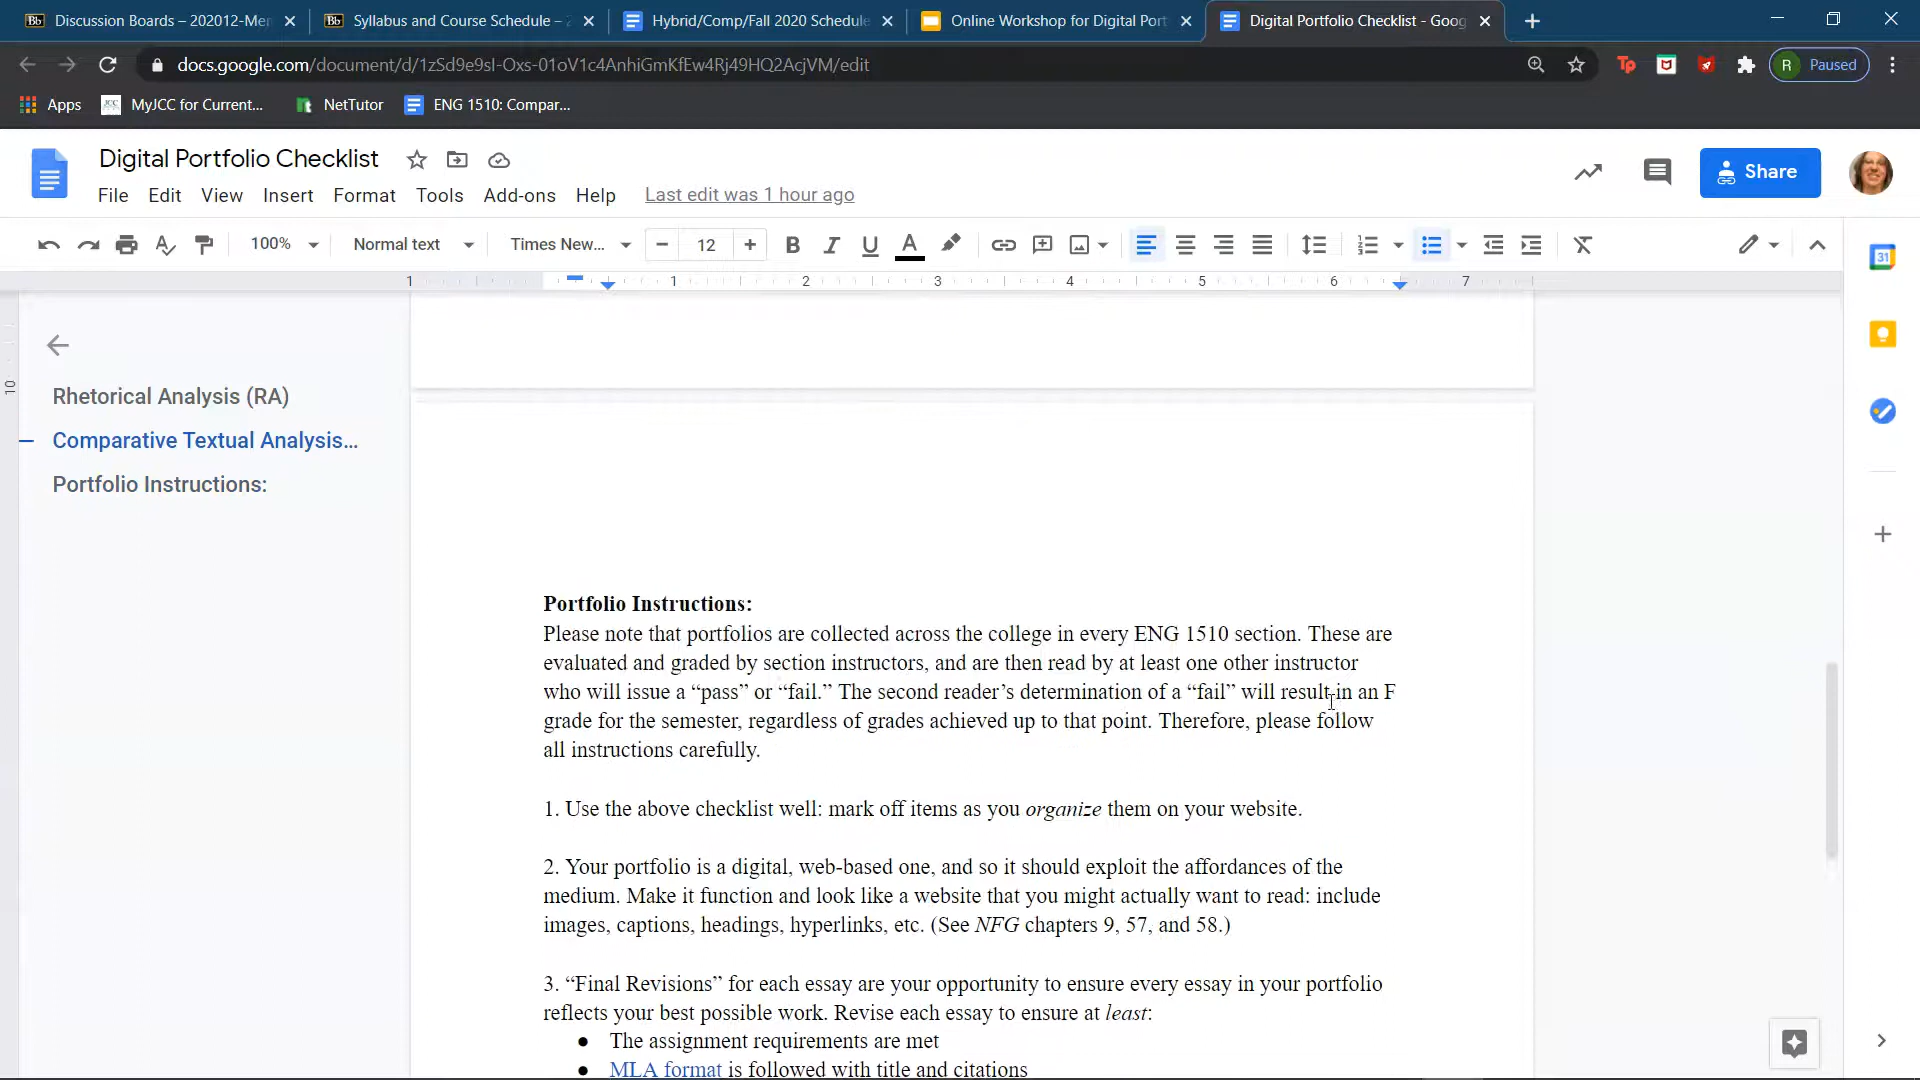 Discussion Boards – 202012-Mer
Syllabus and Course Schedule – 2
Hybrid/Comp/Fall 2020 Schedule
Online Workshop for Digital Port
Digital Portfolio Checklist - Goog
docs.google.com/document/d/1zSd9e9sI-Oxs-01oV1c4AnhiGmKfEw4Rj49HQ2AcjVM/edit
R Paused
Apps
MyJCC for Current...
NetTutor
ENG 1510: Compar...
Digital Portfolio Checklist
Share
File Edit View Insert Format Tools Add-ons Help Last edit was 1 hour ago
100% Normal text Times New... 12
1 1 2 3 4 5 6 7
10
31
Rhetorical Analysis (RA)
Comparative Textual Analysis...
Portfolio Instructions:
Portfolio Instructions:
Please note that portfolios are collected across the college in every ENG 1510 section. These are
evaluated and graded by section instructors, and are then read by at least one other instructor
who will issue a “pass” or “fail.” The second reader’s determination of a “fail” will result in an F
grade for the semester, regardless of grades achieved up to that point. Therefore, please follow
all instructions carefully.
1. Use the above checklist well: mark off items as you organize them on your website.
2. Your portfolio is a digital, web-based one, and so it should exploit the affordances of the
medium. Make it function and look like a website that you might actually want to read: include
images, captions, headings, hyperlinks, etc. (See NFG chapters 9, 57, and 58.)
3. “Final Revisions” for each essay are your opportunity to ensure every essay in your portfolio
reflects your best possible work. Revise each essay to ensure at least:
● The assignment requirements are met
● MLA format is followed with title and citations